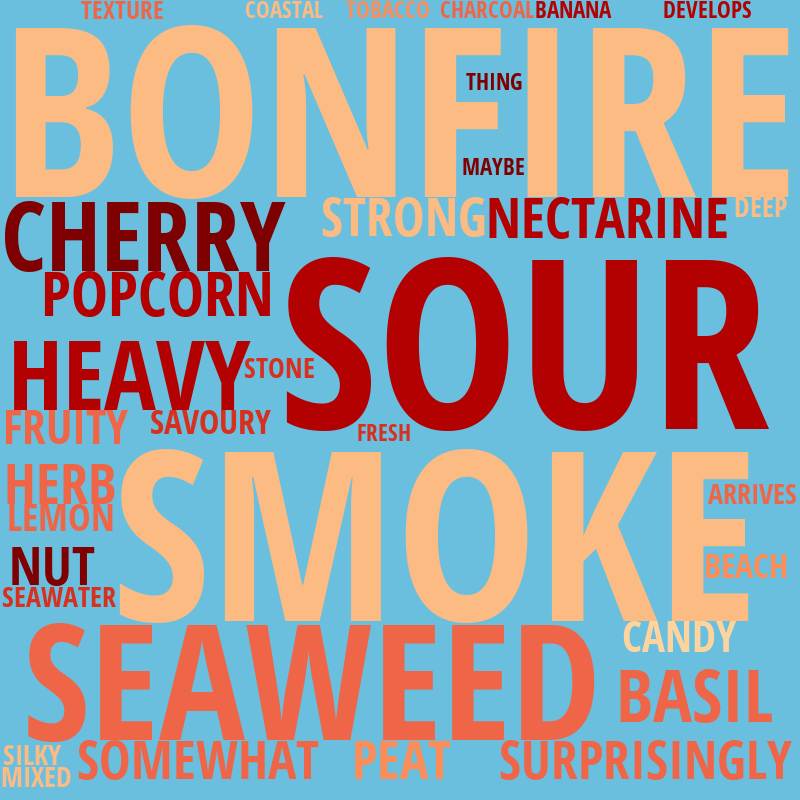 TEXTURE COASTAL TOBACCO CHARCOAL BANANA DEVELOPS
BONFIRE
THING
MAYBE
CHERRY STRONG NECTARINE DEEP
POPCORN
SOUR
HEAVY STONE
FRUITY SAVOURY FRESH
SMOKE
HERB ARRIVES
LEMON
NUT BEACH
SEAWATER
SEAWEED CANDY
BASIL
SILKY SOMEWHAT PEAT SURPRISINGLY
MIXED